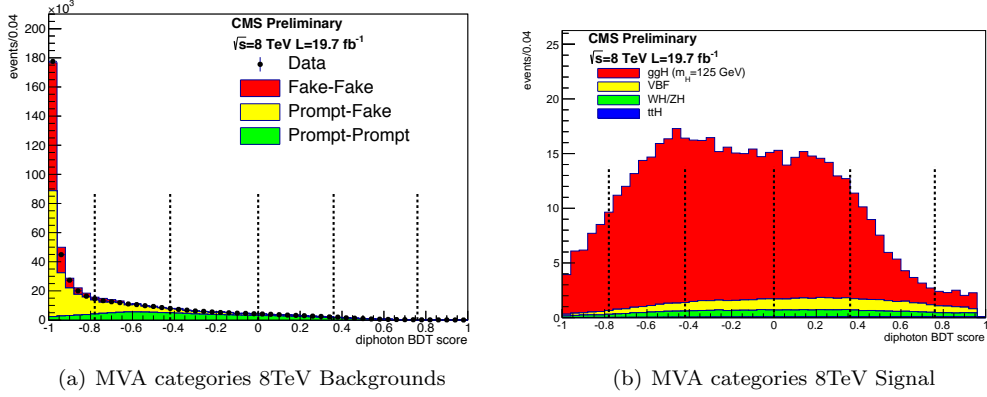 ×10³
CMS Preliminary
√s=8 TeV L=19.7 fb⁻¹
Data
Fake-Fake
Prompt-Fake
Prompt-Prompt
events/0.04
200
180
160
140
120
100
80
60
40
20
0
-1 -0.8 -0.6 -0.4 -0.2 0 0.2 0.4 0.6 0.8 1
diphoton BDT score
(a) MVA categories 8TeV Backgrounds
CMS Preliminary
√s=8 TeV L=19.7 fb⁻¹
ggH (m_H=125 GeV)
VBF
WH/ZH
ttH
events/0.04
25
20
15
10
5
0
-1 -0.8 -0.6 -0.4 -0.2 0 0.2 0.4 0.6 0.8 1
diphoton BDT score
(b) MVA categories 8TeV Signal